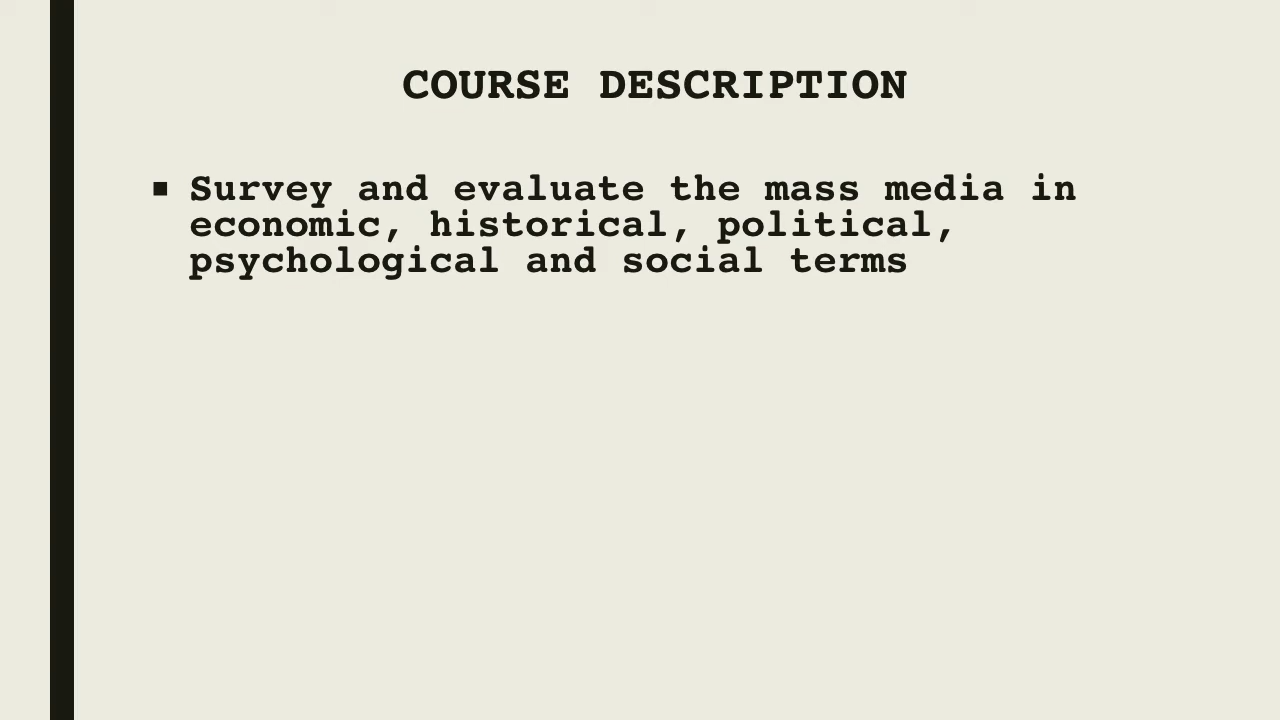 COURSE DESCRIPTION
▪ Survey and evaluate the mass media in
economic, historical, political,
psychological and social terms